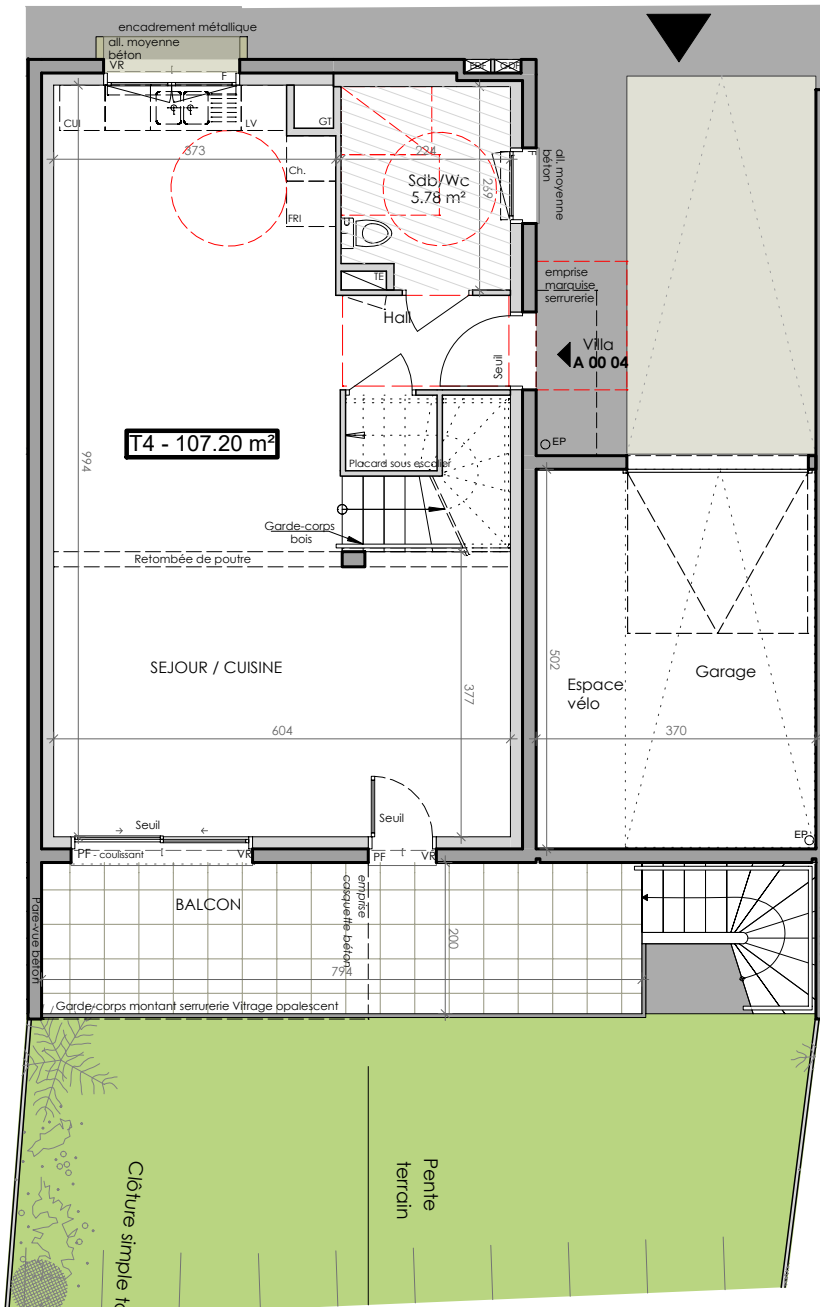 encadrement métallique
all. moyenne
béton
VR
F
EDF
GDF
CUI
LV
GT
373
224
Ch.
FRI
Sdb/Wc
5.78 m²
269
F
all. moyenne
béton
TE
emprise
marquise
serrurerie
Hall
Seuil
Villa
A 00 04
EP
T4 - 107.20 m²
994
Placard sous escalier
Garde-corps
bois
Retombée de poutre
SEJOUR / CUISINE
377
604
502
Espace
vélo
Garage
370
EP
Seuil
Seuil
PF - coulissant
VR
PF
VR
BALCON
emprise
casquette béton
200
794
Pare-vue béton
Garde-corps montant serrurerie Vitrage opalescent
Pente
terrain
Clôture simple